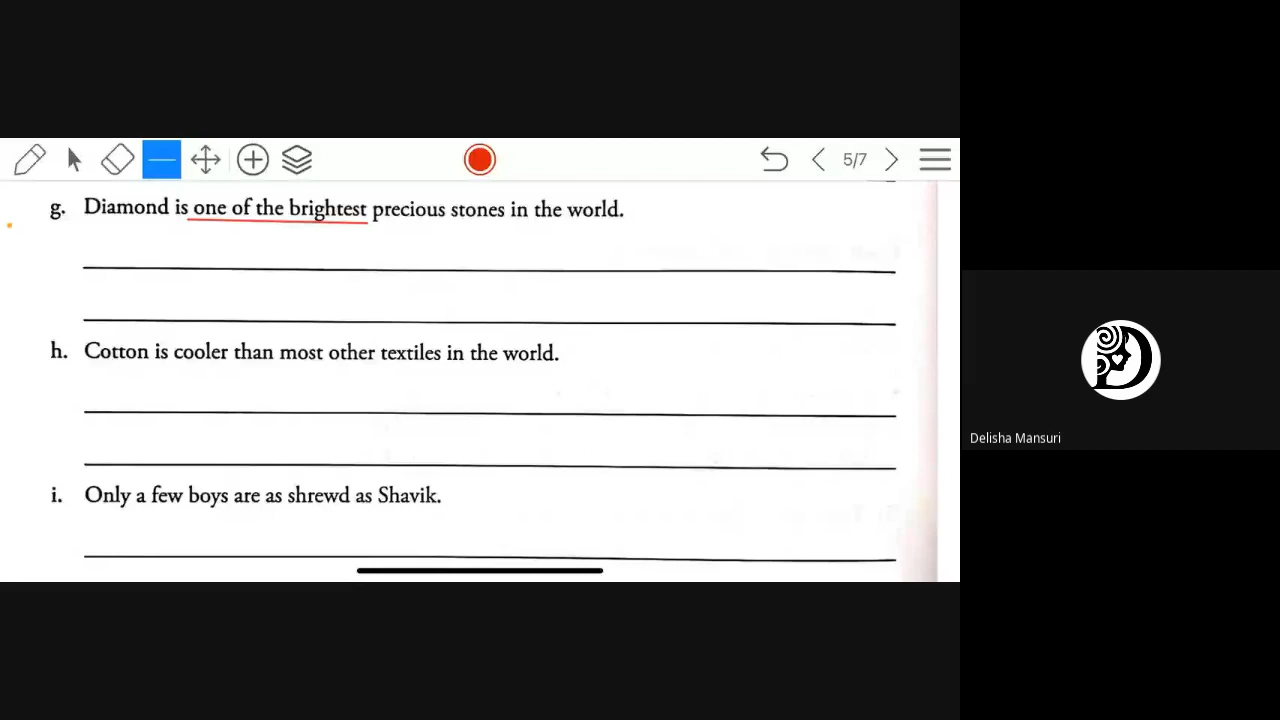 5/7
g. Diamond is one of the brightest precious stones in the world.
h. Cotton is cooler than most other textiles in the world.
i. Only a few boys are as shrewd as Shavik.
Delisha Mansuri